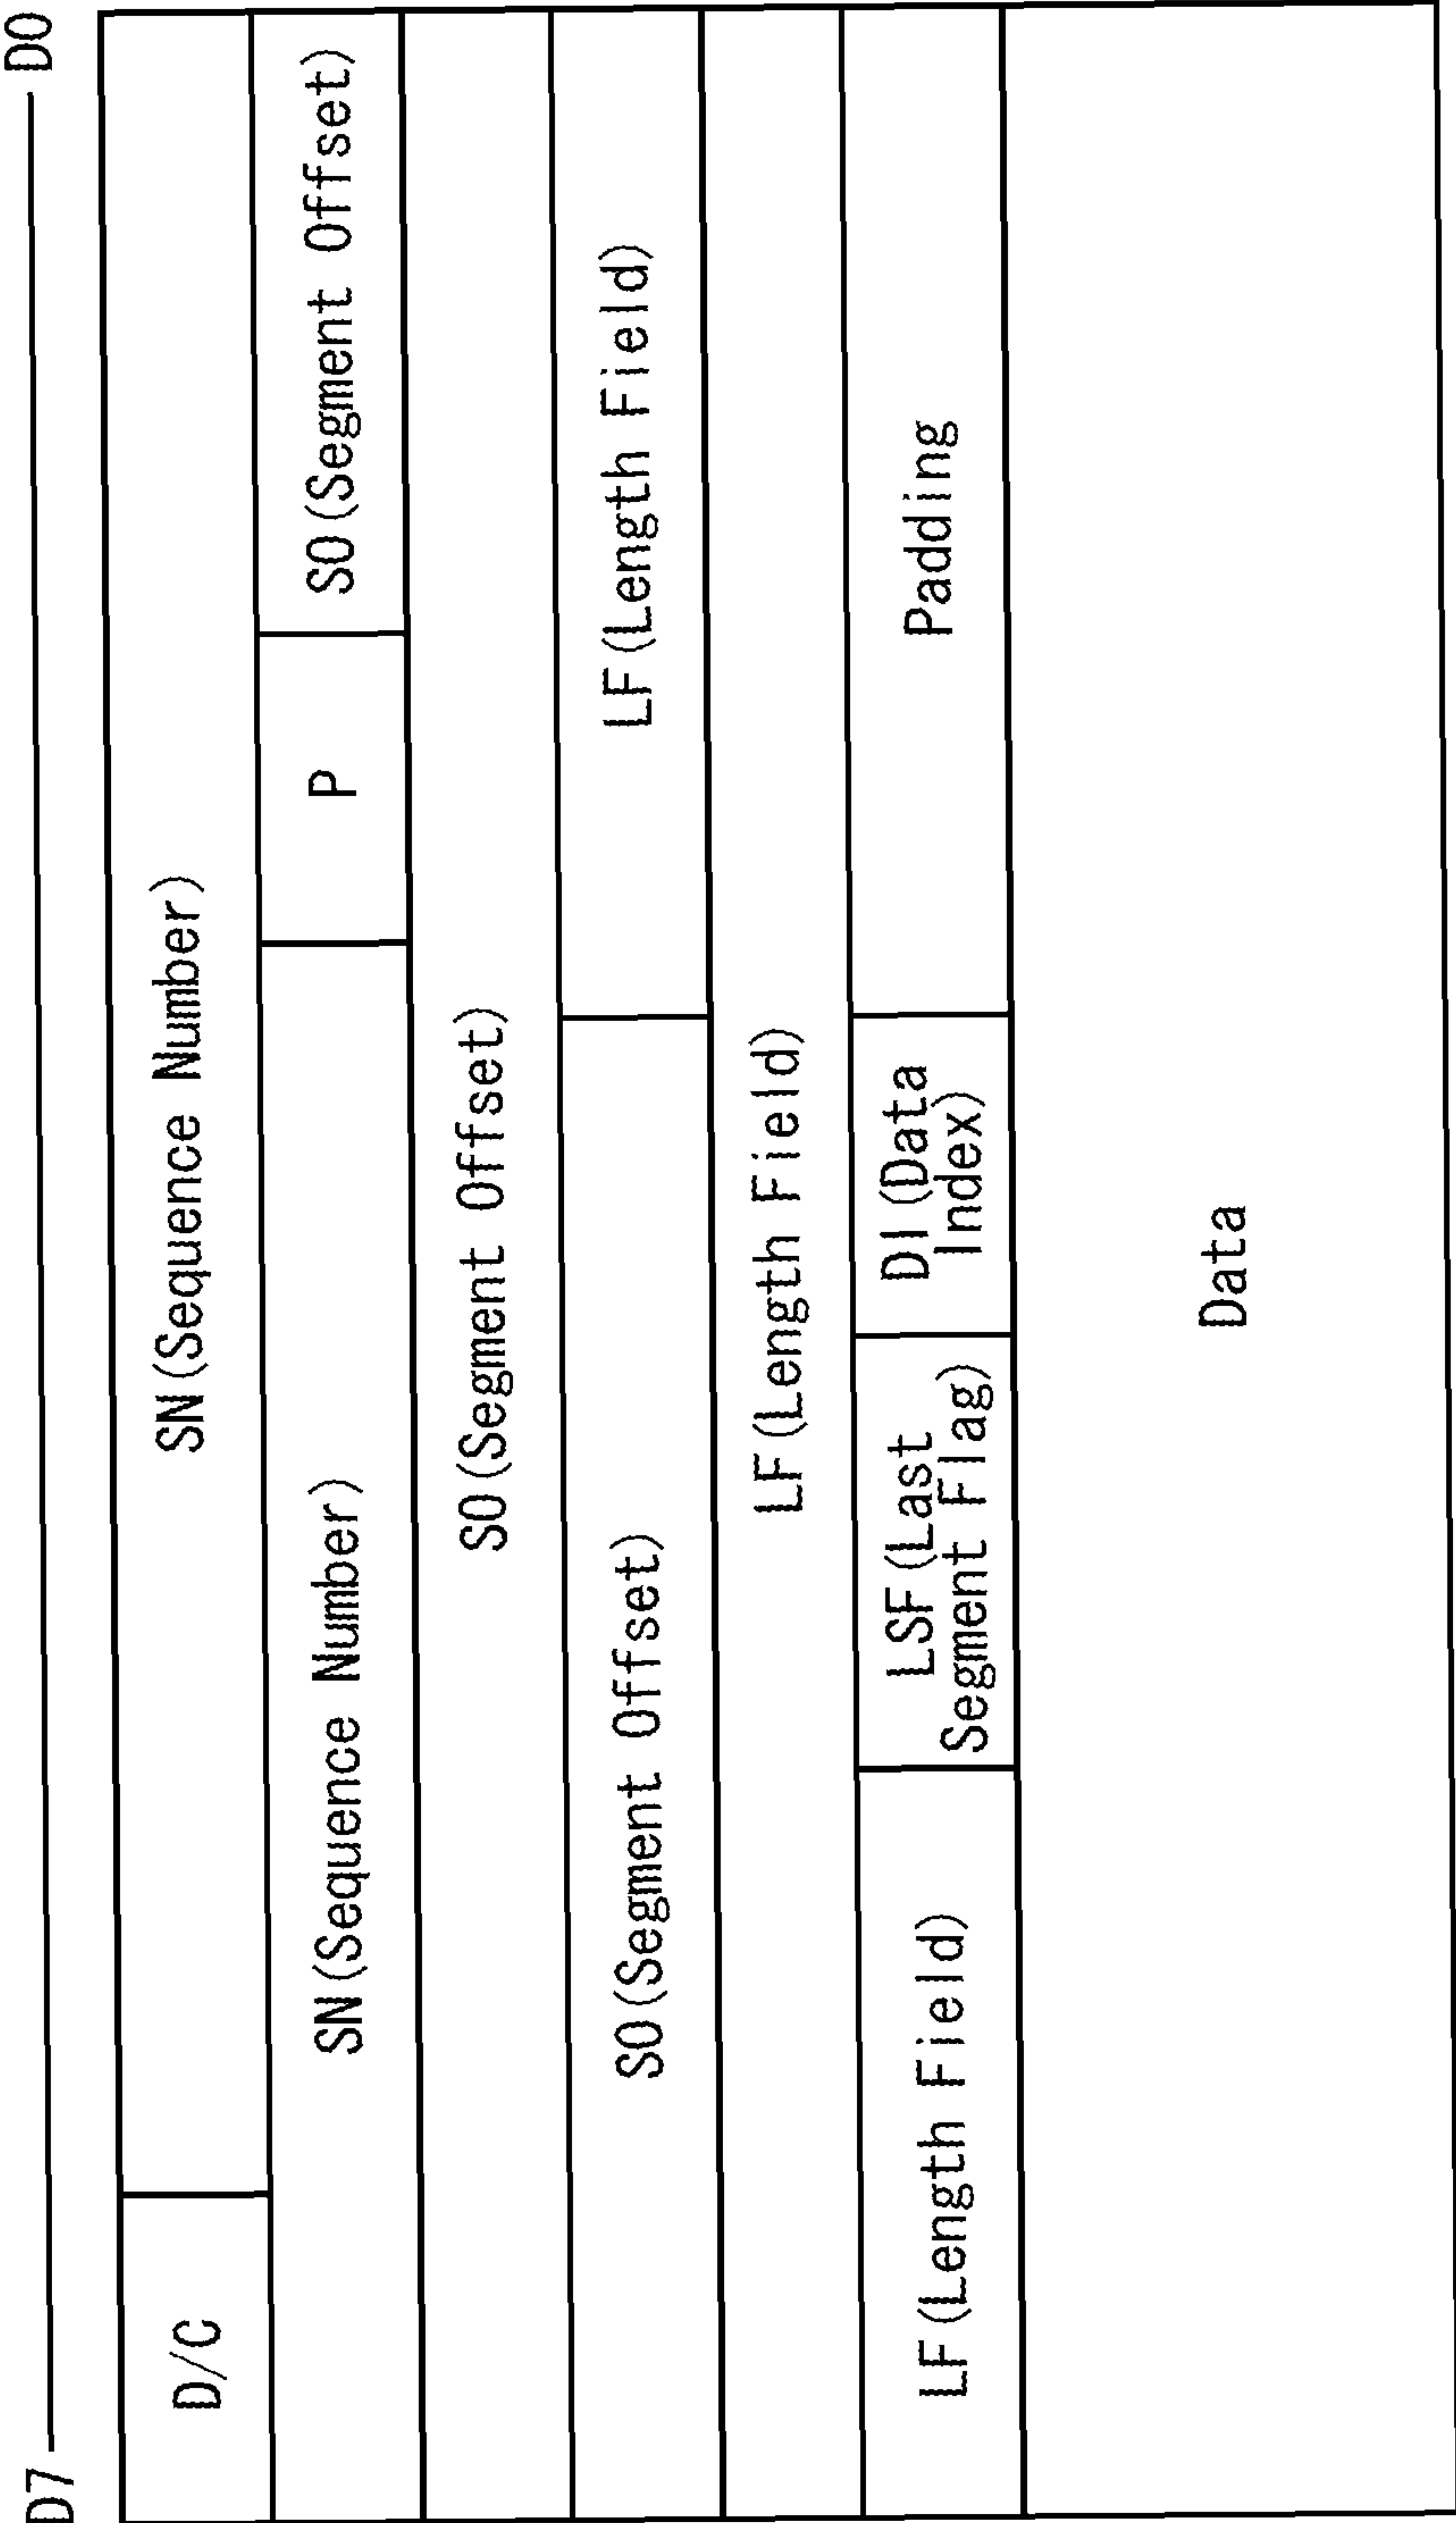 D7 D0
D/C SN(Sequence Number)
SN(Sequence Number) P SO(Segment Offset)
SO(Segment Offset)
SO(Segment Offset) LF(Length Field)
LF(Length Field)
LF(Length Field) LSF(Last DI(Data Padding
Segment Flag) Index)
Data